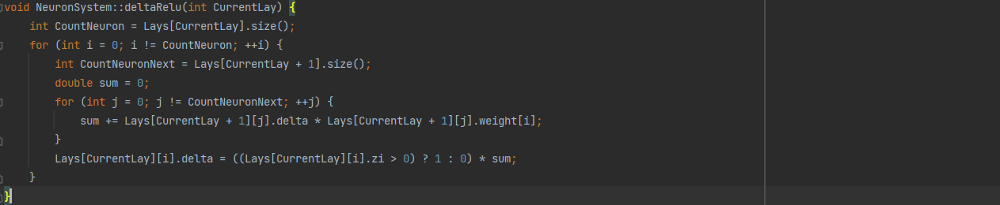 void NeuronSystem::deltaRelu(int CurrentLay) {
    int CountNeuron = Lays[CurrentLay].size();
    for (int i = 0; i != CountNeuron; ++i) {
        int CountNeuronNext = Lays[CurrentLay + 1].size();
        double sum = 0;
        for (int j = 0; j != CountNeuronNext; ++j) {
            sum += Lays[CurrentLay + 1][j].delta * Lays[CurrentLay + 1][j].weight[i];
        }
        Lays[CurrentLay][i].delta = ((Lays[CurrentLay][i].zi > 0) ? 1 : 0) * sum;
    }
}